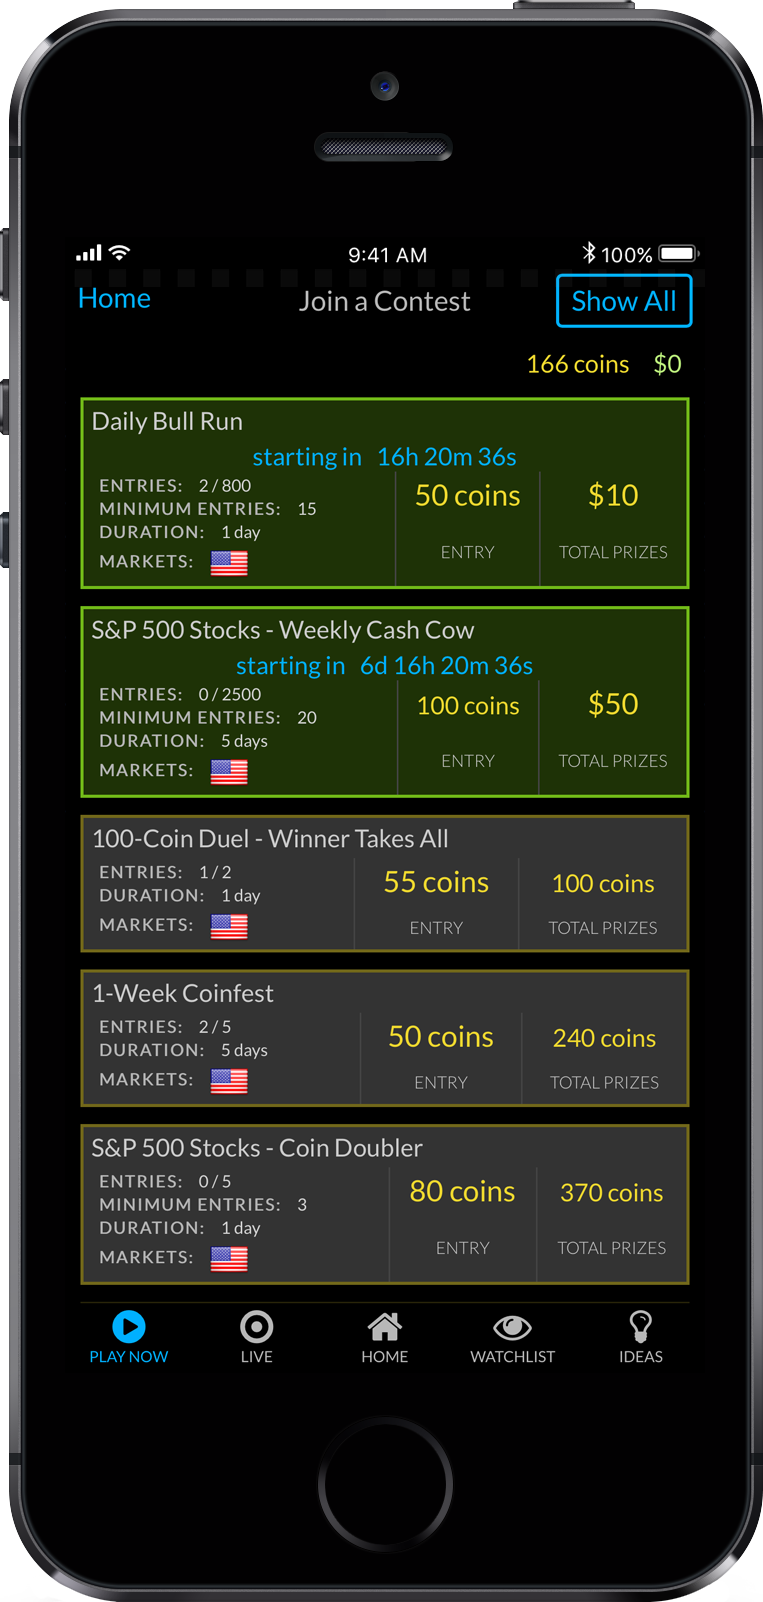 9:41 AM 100%
Home Join a Contest Show All
166 coins $0
Daily Bull Run
starting in 16h 20m 36s
ENTRIES: 2 / 800
MINIMUM ENTRIES: 15
DURATION: 1 day
MARKETS:
50 coins
ENTRY
$10
TOTAL PRIZES
S&P 500 Stocks - Weekly Cash Cow
starting in 6d 16h 20m 36s
ENTRIES: 0 / 2500
MINIMUM ENTRIES: 20
DURATION: 5 days
MARKETS:
100 coins
ENTRY
$50
TOTAL PRIZES
100-Coin Duel - Winner Takes All
ENTRIES: 1 / 2
DURATION: 1 day
MARKETS:
55 coins
ENTRY
100 coins
TOTAL PRIZES
1-Week Coinfest
ENTRIES: 2 / 5
DURATION: 5 days
MARKETS:
50 coins
ENTRY
240 coins
TOTAL PRIZES
S&P 500 Stocks - Coin Doubler
ENTRIES: 0 / 5
MINIMUM ENTRIES: 3
DURATION: 1 day
MARKETS:
80 coins
ENTRY
370 coins
TOTAL PRIZES
PLAY NOW LIVE HOME WATCHLIST IDEAS